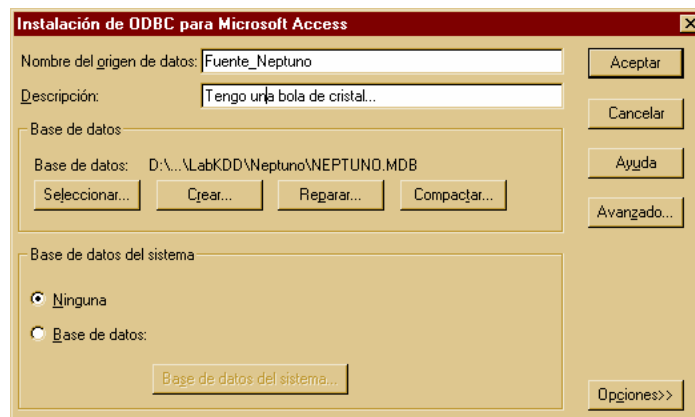 Instalación de ODBC para Microsoft Access
Nombre del origen de datos: Fuente_Neptuno
Descripción: Tengo una bola de cristal...
Base de datos
Base de datos: D:\...\LabKDD\Neptuno\NEPTUNO.MDB
Seleccionar... Crear... Reparar... Compactar...
Base de datos del sistema
Ninguna
Base de datos:
Base de datos del sistema...
Aceptar
Cancelar
Ayuda
Avanzado...
Opciones>>